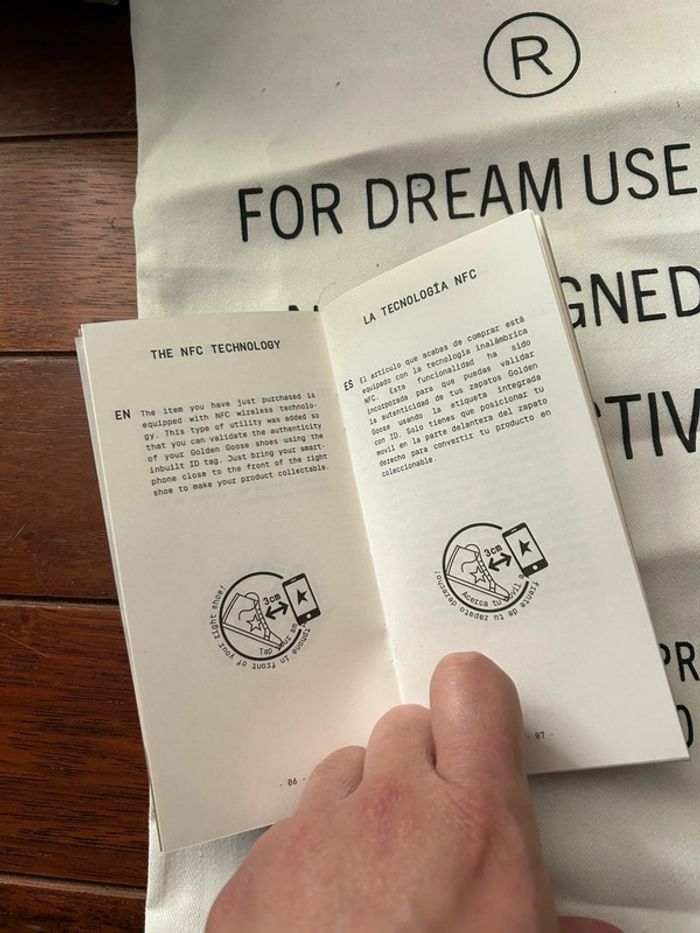 R
FOR DREAM USE
GNED
TIV
PR
THE NFC TECHNOLOGY
EN
The item you have just purchased is
equipped with NFC wireless technolo-
gy. This type of utility was added so
that you can validate the authenticity
of your Golden Goose shoes using the
inbuilt ID tag. Just bring your smart-
phone close to the front of the right
shoe to make your product collectable.
3cm
Tap your smartphone in front of your right shoe!
- 06 -
LA TECNOLOGÍA NFC
ES
El artículo que acabas de comprar está
equipado con la tecnología inalámbrica
NFC. Esta funcionalidad ha sido
incorporada para que puedas validar
la autenticidad de tus zapatos Golden
Goose usando la etiqueta integrada
con ID. Solo tienes que posicionar tu
movil en la parte delantera del zapato
derecho para convertir tu producto en
coleccionable.
3cm
Acerca tu móvil a frente de tu zapato derecho!
- 07 -